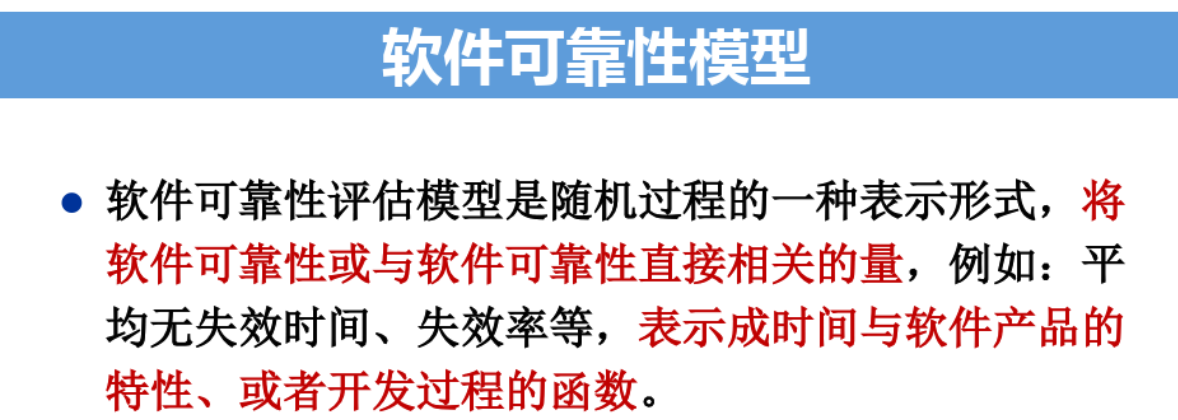 软件可靠性模型
● 软件可靠性评估模型是随机过程的一种表示形式，将
软件可靠性或与软件可靠性直接相关的量，例如：平
均无失效时间、失效率等，表示成时间与软件产品的
特性、或者开发过程的函数。